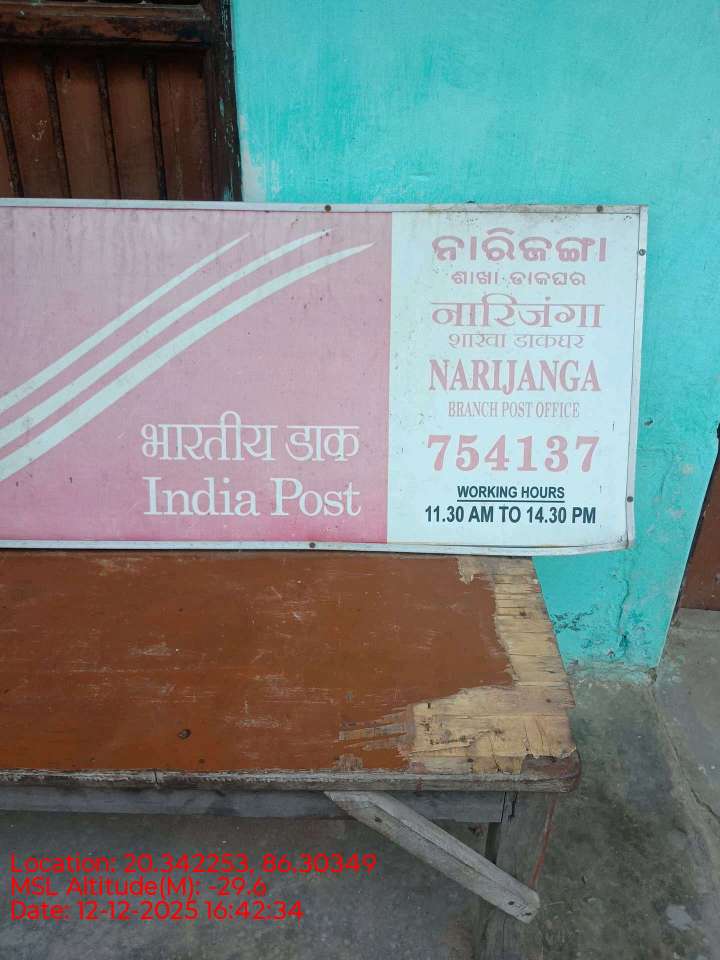 भारतीय डाक
India Post
ନାରିଜଙ୍ଗା
ଶାଖା ଡାକଘର
नारिजंगा
शाखा डाकघर
NARIJANGA
BRANCH POST OFFICE
754137
WORKING HOURS
11.30 AM TO 14.30 PM
Location: 20.342253, 86.30349
MSL Altitude(M): -29.6
Date: 12-12-2025 16:42:34